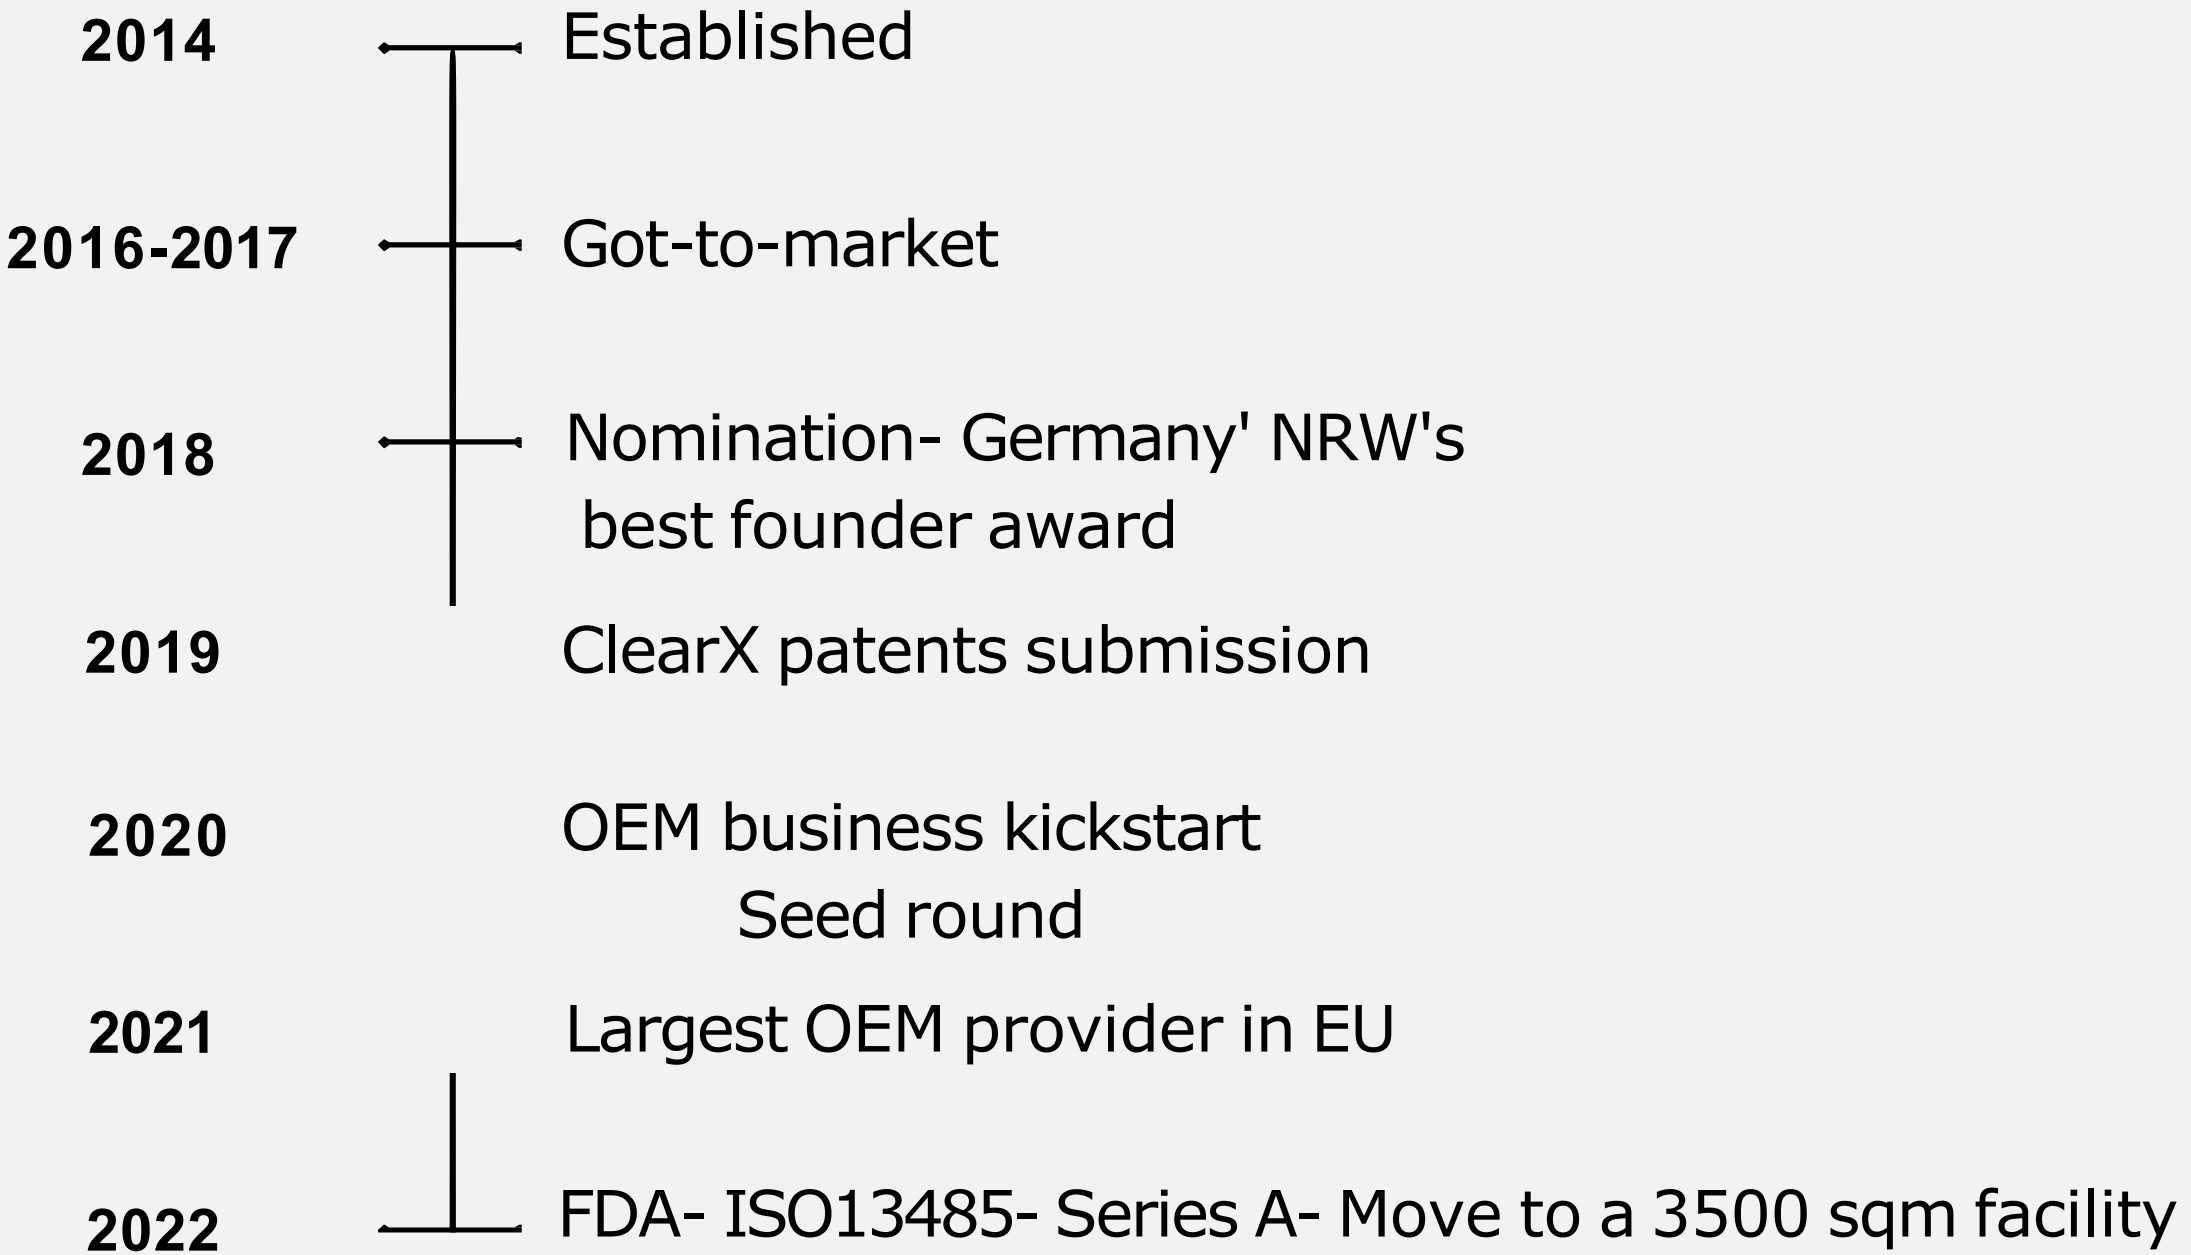 2014 Established
2016-2017 Got-to-market
2018 Nomination- Germany' NRW's
best founder award
2019 ClearX patents submission
2020 OEM business kickstart
Seed round
2021 Largest OEM provider in EU
2022 FDA- ISO13485- Series A- Move to a 3500 sqm facility